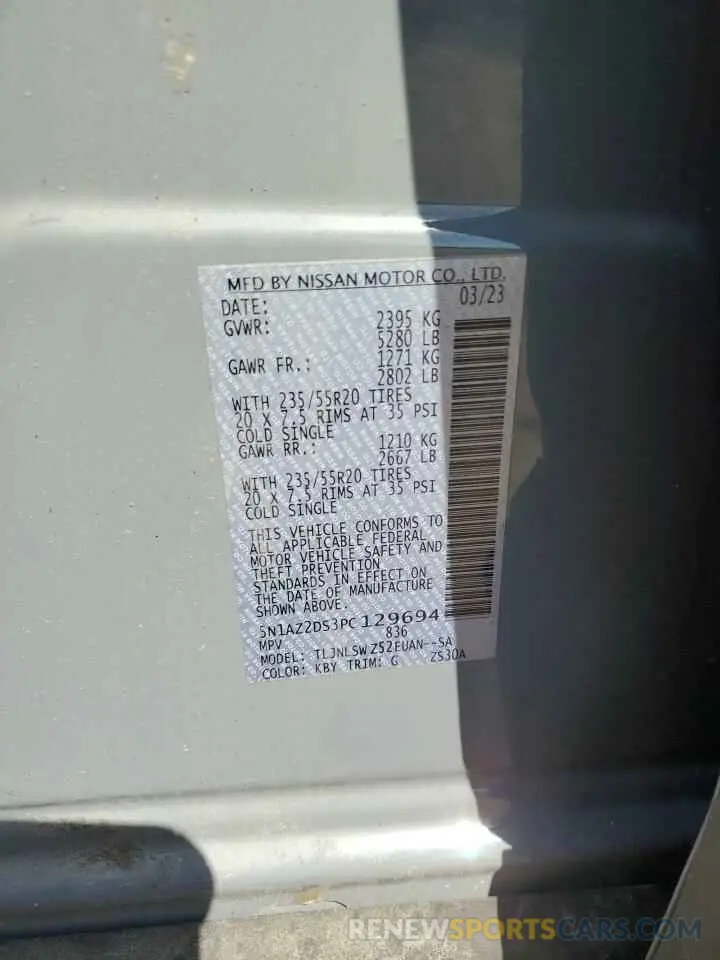 MFD BY NISSAN MOTOR CO., LTD.
DATE: 03/23
GVWR: 2395 KG
5280 LB
GAWR FR.: 1271 KG
2802 LB
WITH 235/55R20 TIRES
20 X 7.5 RIMS AT 35 PSI
COLD SINGLE
GAWR RR.: 1210 KG
2667 LB
WITH 235/55R20 TIRES
20 X 7.5 RIMS AT 35 PSI
COLD SINGLE
THIS VEHICLE CONFORMS TO
ALL APPLICABLE FEDERAL
MOTOR VEHICLE SAFETY AND
THEFT PREVENTION
STANDARDS IN EFFECT ON
THE DATE OF MANUFACTURE
SHOWN ABOVE.
5N1AZ2DS3PC129694
MPV 836
MODEL: TLJNLSWZ52EUAN--SA
COLOR: KBY TRIM: G ZS30A
RENEWSPORTSCARS.COM